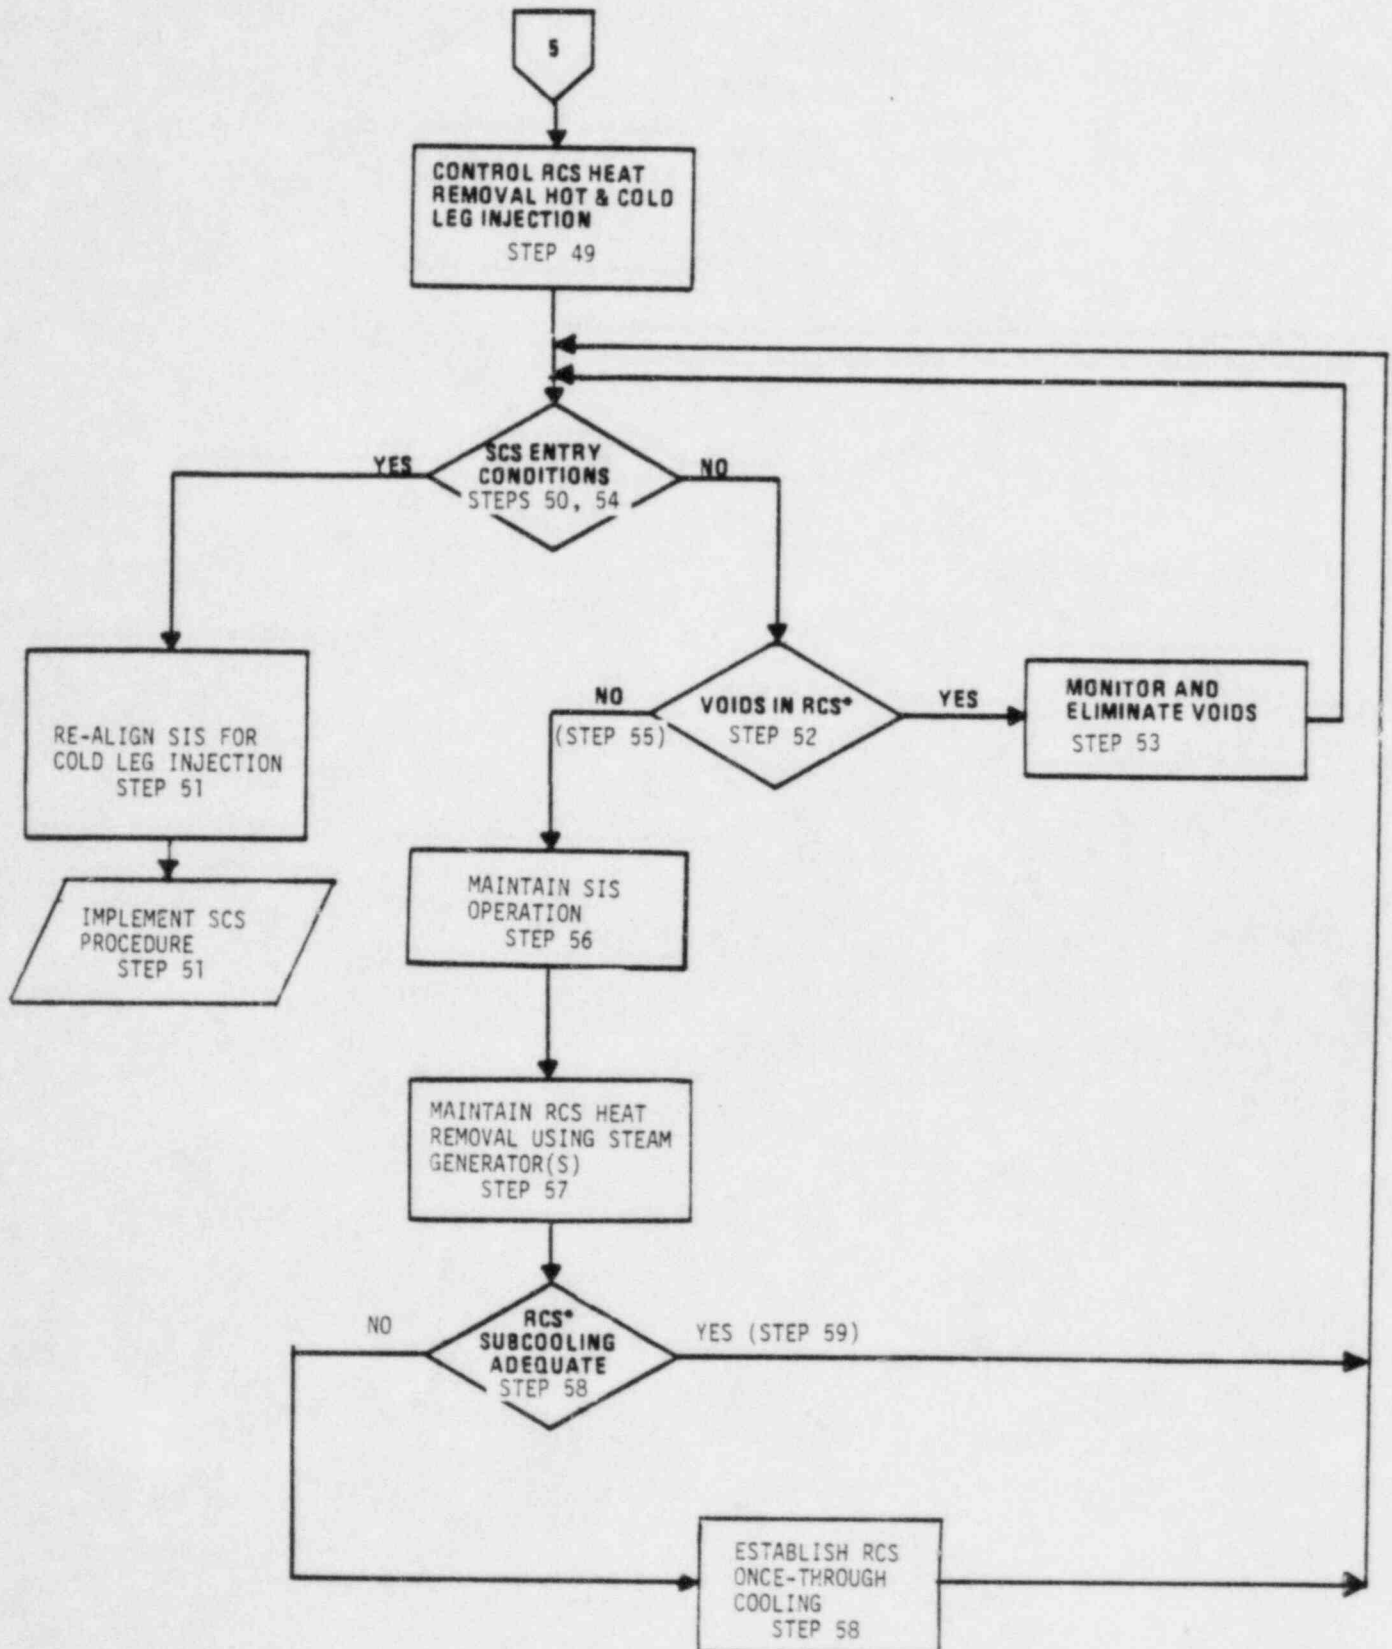 5
CONTROL RCS HEAT
REMOVAL HOT & COLD
LEG INJECTION
STEP 49
YES
SCS ENTRY
CONDITIONS
STEPS 50, 54
NO
RE-ALIGN SIS FOR
COLD LEG INJECTION
STEP 51
IMPLEMENT SCS
PROCEDURE
STEP 51
NO
(STEP 55)
VOIDS IN RCS*
STEP 52
YES
MONITOR AND
ELIMINATE VOIDS
STEP 53
MAINTAIN SIS
OPERATION
STEP 56
MAINTAIN RCS HEAT
REMOVAL USING STEAM
GENERATOR(S)
STEP 57
NO
RCS*
SUBCOOLING
ADEQUATE
STEP 58
YES (STEP 59)
ESTABLISH RCS
ONCE-THROUGH
COOLING
STEP 58